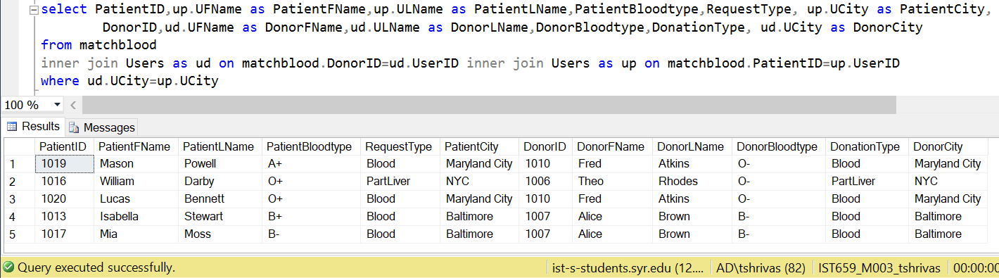 select PatientID,up.UFName as PatientFName,up.ULName as PatientLName,PatientBloodtype,RequestType, up.UCity as PatientCity,
DonorID,ud.UFName as DonorFName,ud.ULName as DonorLName,DonorBloodtype,DonationType, ud.UCity as DonorCity
from matchblood
inner join Users as ud on matchblood.DonorID=ud.UserID inner join Users as up on matchblood.PatientID=up.UserID
where ud.UCity=up.UCity
100 %
Results Messages
PatientID PatientFName PatientLName PatientBloodtype RequestType PatientCity DonorID DonorFName DonorLName DonorBloodtype DonationType DonorCity
1 1019 Mason Powell A+ Blood Maryland City 1010 Fred Atkins O- Blood Maryland City
2 1016 William Darby O+ PartLiver NYC 1006 Theo Rhodes O- PartLiver NYC
3 1020 Lucas Bennett O+ Blood Maryland City 1010 Fred Atkins O- Blood Maryland City
4 1013 Isabella Stewart B+ Blood Baltimore 1007 Alice Brown B- Blood Baltimore
5 1017 Mia Moss B- Blood Baltimore 1007 Alice Brown B- Blood Baltimore
Query executed successfully. ist-s-students.syr.edu (12.... AD\tshrivas (82) IST659_M003_tshrivas 00:00:00